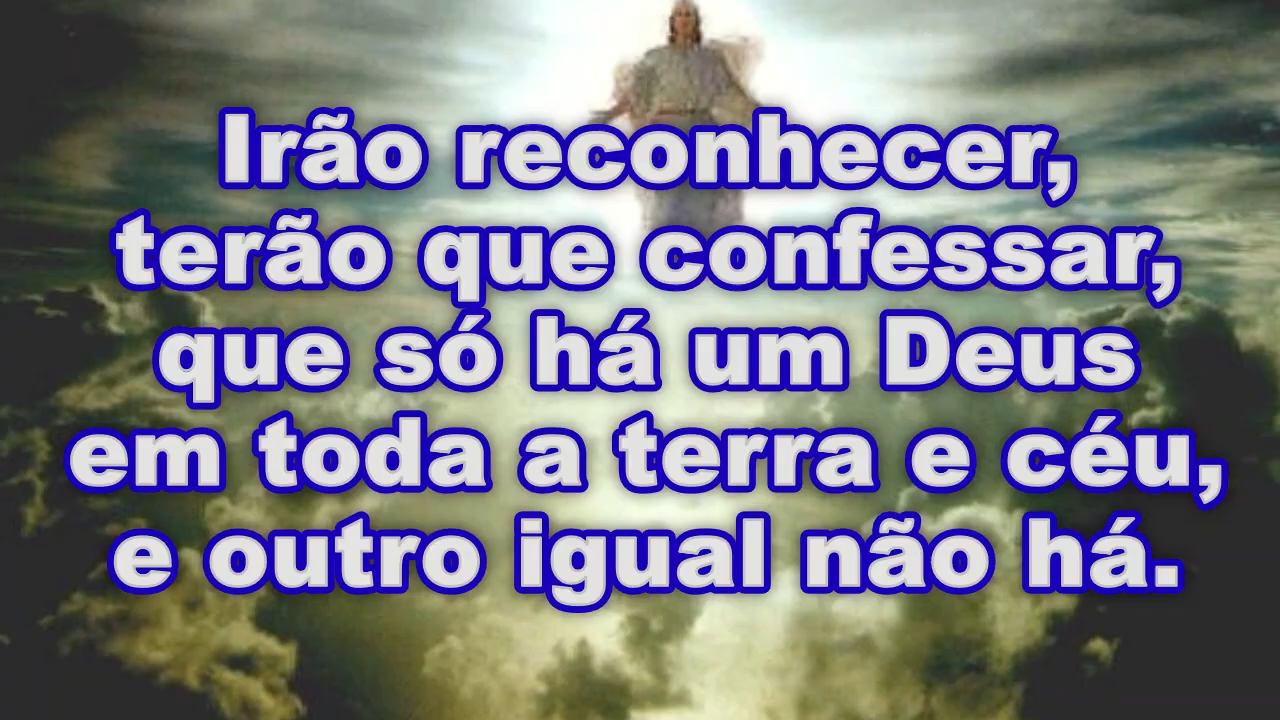 Irão reconhecer,
terão que confessar,
que só há um Deus
em toda a terra e céu,
e outro igual não há.